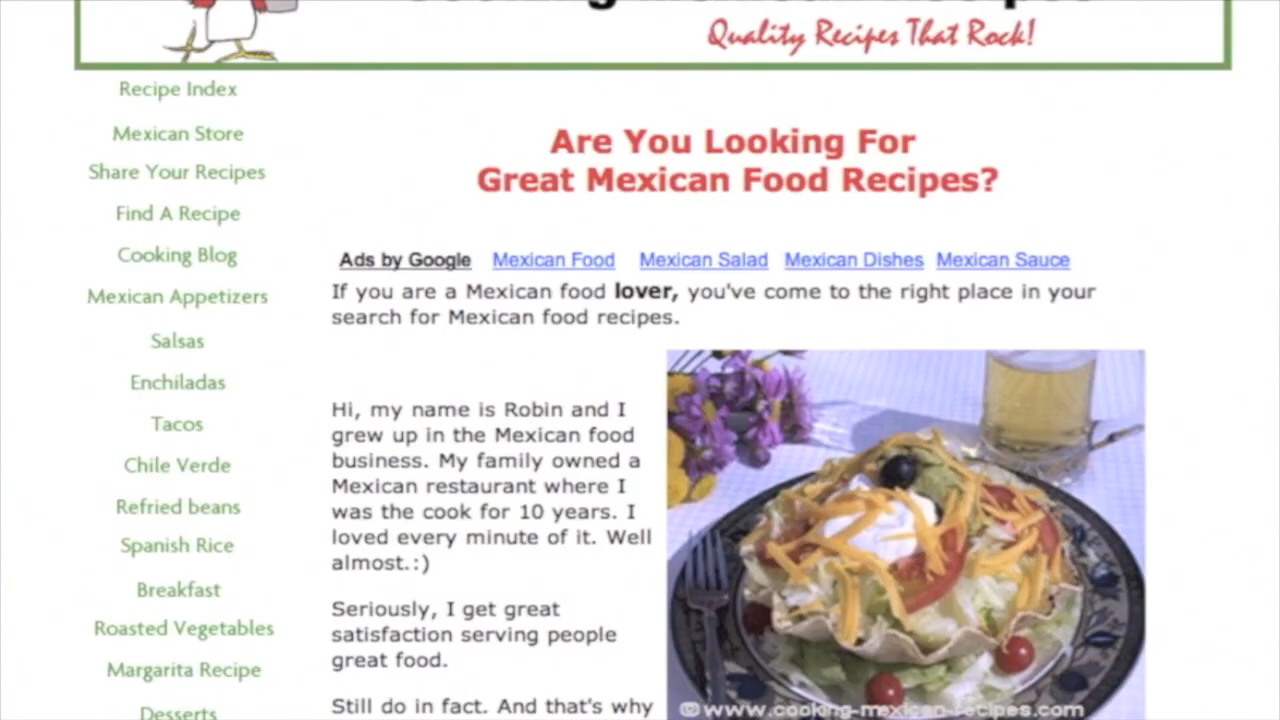 Cooking Mexican Recipes
Quality Recipes That Rock!
Recipe Index
Mexican Store
Share Your Recipes
Find A Recipe
Cooking Blog
Mexican Appetizers
Salsas
Enchiladas
Tacos
Chile Verde
Refried beans
Spanish Rice
Breakfast
Roasted Vegetables
Margarita Recipe
Desserts
Are You Looking For
Great Mexican Food Recipes?
Ads by Google Mexican Food Mexican Salad Mexican Dishes Mexican Sauce
If you are a Mexican food lover, you've come to the right place in your
search for Mexican food recipes.
Hi, my name is Robin and I
grew up in the Mexican food
business. My family owned a
Mexican restaurant where I
was the cook for 10 years. I
loved every minute of it. Well
almost.:)
Seriously, I get great
satisfaction serving people
great food.
Still do in fact. And that's why
©www.cooking-mexican-recipes.com